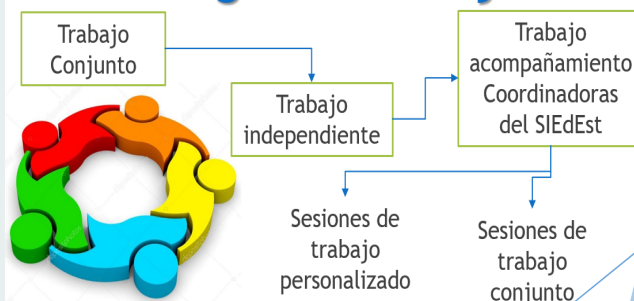 Trabajo
Conjunto
Trabajo
independiente
Trabajo
acompañamiento
Coordinadoras
del SIEdEst
Sesiones de
trabajo
personalizado
Sesiones de
trabajo
conjunto